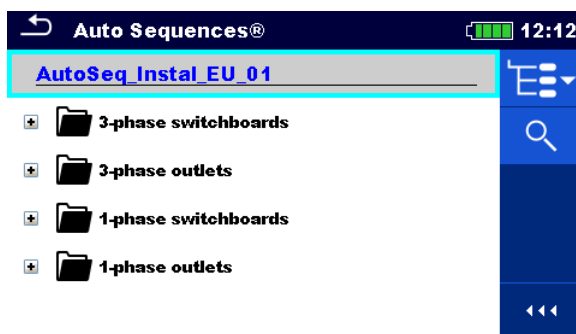 Auto Sequences® 12:12
AutoSeq_Instal_EU_01
3-phase switchboards
3-phase outlets
1-phase switchboards
1-phase outlets